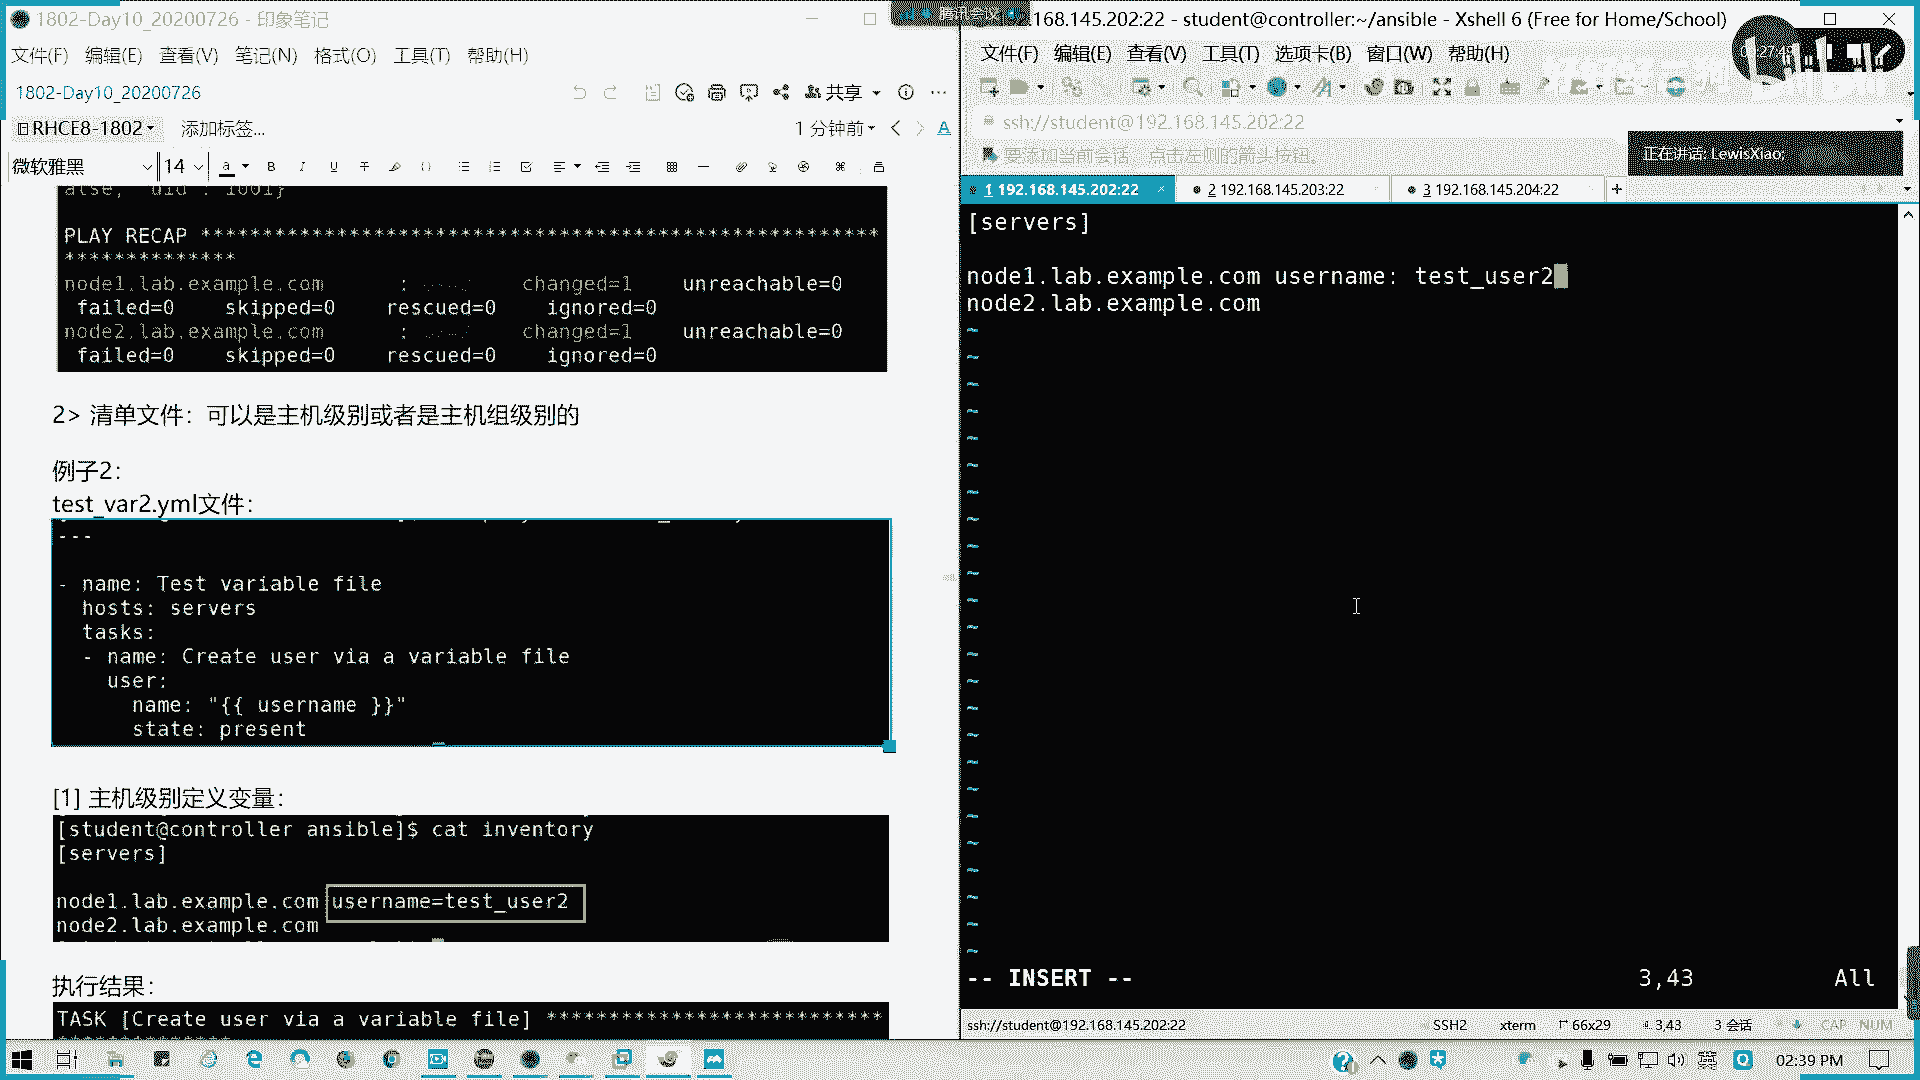 1802-Day10_20200726 - 印象笔记
文件(F) 编辑(E) 查看(V) 笔记(N) 格式(O) 工具(T) 帮助(H)
1802-Day10_20200726
共享
RHCE8-1802 添加标签...
1 分钟前
微软雅黑 14
PLAY RECAP *******************************************************
**************
node1.lab.example.com : changed=1 unreachable=0
failed=0 skipped=0 rescued=0 ignored=0
node2.lab.example.com : changed=1 unreachable=0
failed=0 skipped=0 rescued=0 ignored=0
2> 清单文件：可以是主机级别或者是主机组级别的
例子2：
test_var2.yml文件：
---
- name: Test variable file
hosts: servers
tasks:
- name: Create user via a variable file
user:
name: "{{ username }}"
state: present
[1] 主机级别定义变量：
[student@controller ansible]$ cat inventory
[servers]
node1.lab.example.com username=test_user2
node2.lab.example.com
执行结果：
TASK [Create user via a variable file] ***************************
腾讯会议
.168.145.202:22 - student@controller:~/ansible - Xshell 6 (Free for Home/School)
文件(F) 编辑(E) 查看(V) 工具(T) 选项卡(B) 窗口(W) 帮助(H)
ssh://student@192.168.145.202:22
要添加当前会话，点击左侧的箭头按钮。
正在讲话: LewisXiao;
1 192.168.145.202:22
2 192.168.145.203:22
3 192.168.145.204:22
[servers]
node1.lab.example.com username: test_user2
node2.lab.example.com
-- INSERT -- 3,43 All
ssh://student@192.168.145.202:22 SSH2 xterm 66x29 3,43 3 会话 CAP NUM
英 02:39 PM